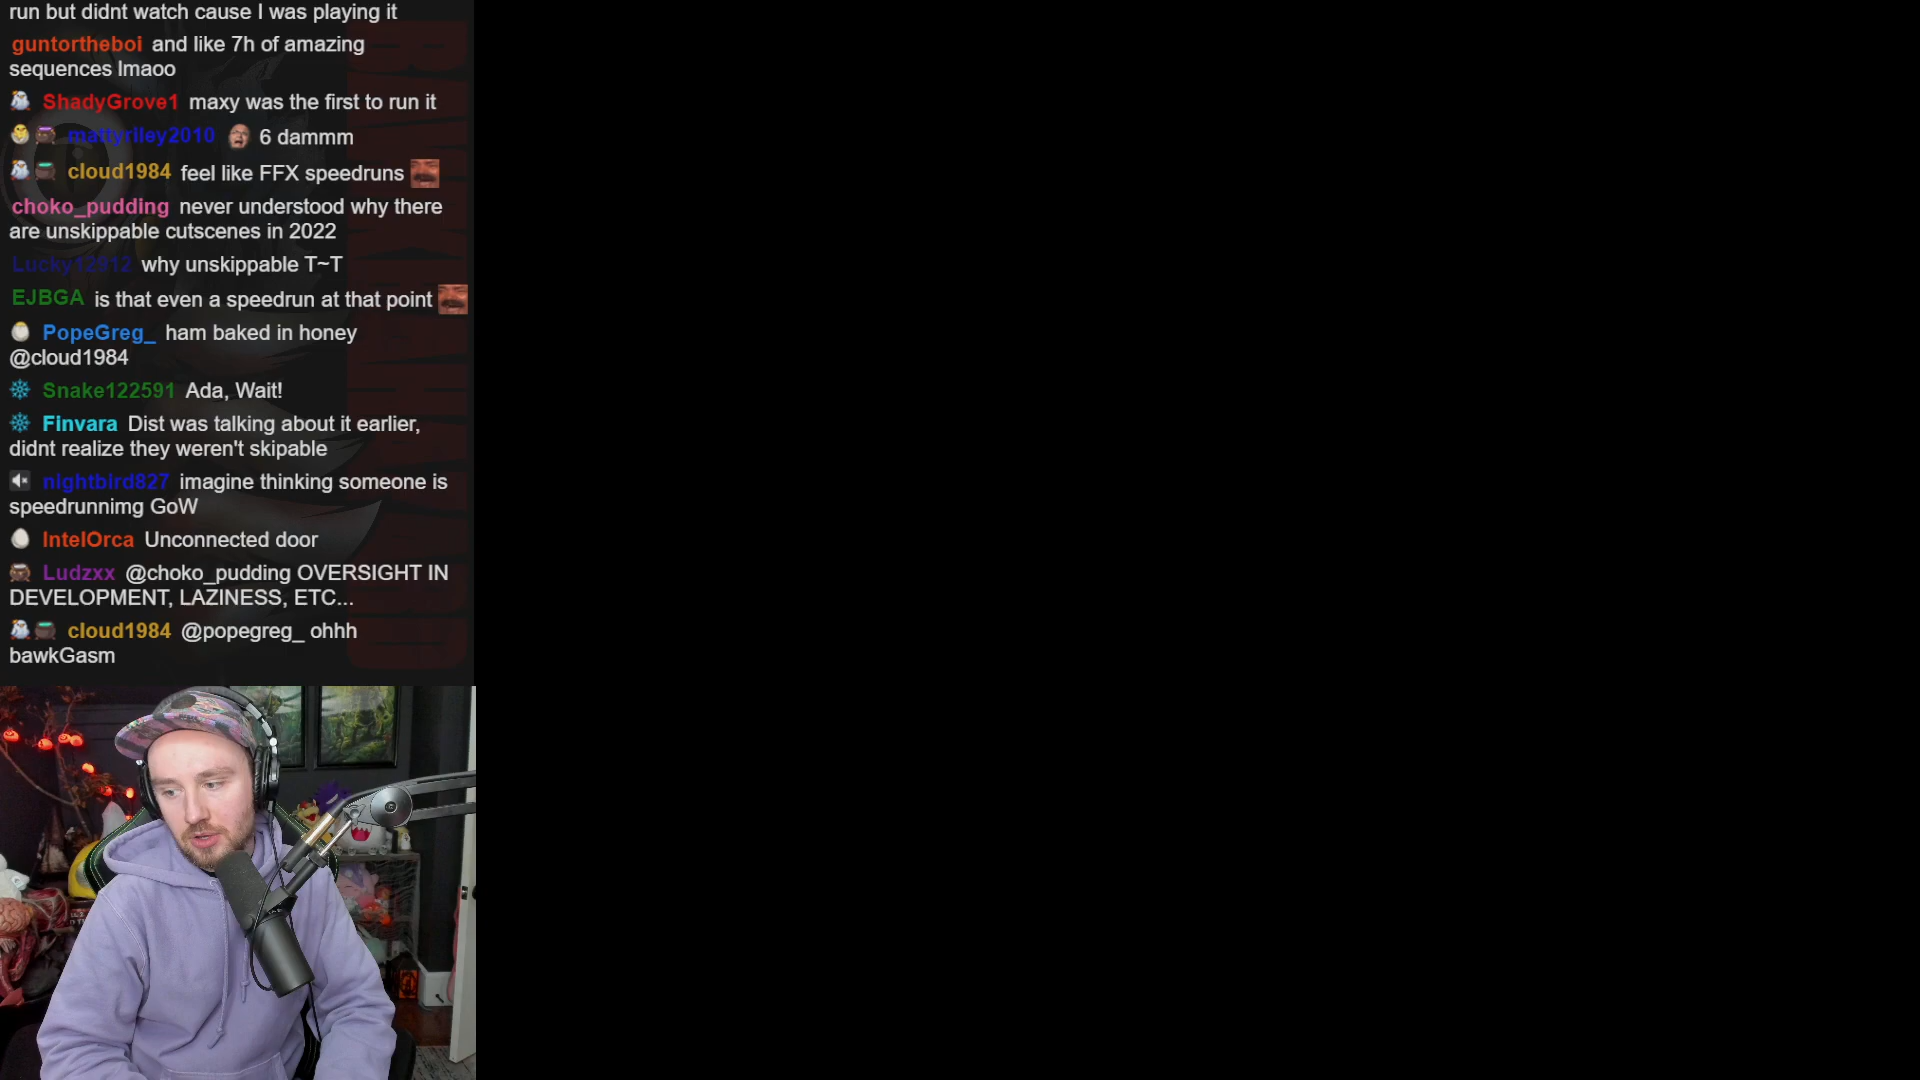 run but didnt watch cause I was playing it
guntortheboi and like 7h of amazing
sequences lmaoo
ShadyGrove1 maxy was the first to run it
mattyriley2010 6 dammm
cloud1984 feel like FFX speedruns
choko_pudding never understood why there
are unskippable cutscenes in 2022
Lucky12912 why unskippable T~T
EJBGA is that even a speedrun at that point
PopeGreg_ ham baked in honey
@cloud1984
Snake122591 Ada, Wait!
Finvara Dist was talking about it earlier,
didnt realize they weren't skipable
nightbird827 imagine thinking someone is
speedrunnimg GoW
IntelOrca Unconnected door
Ludzxx @choko_pudding OVERSIGHT IN
DEVELOPMENT, LAZINESS, ETC...
cloud1984 @popegreg_ ohhh
bawkGasm